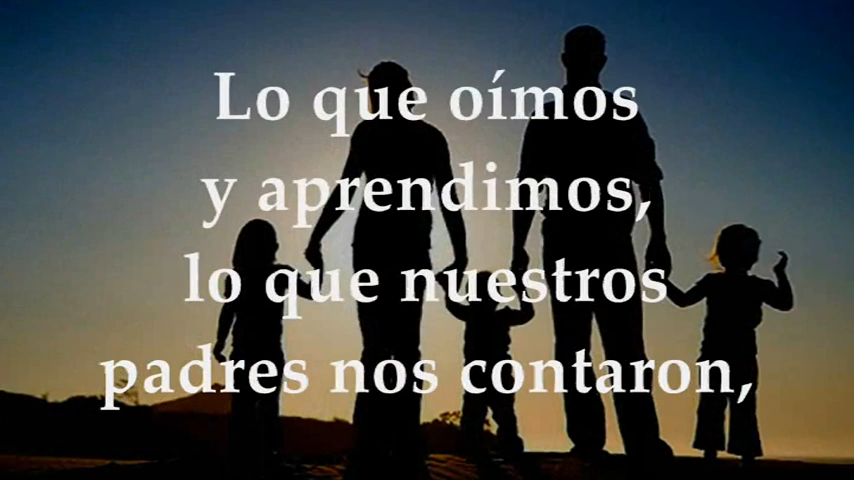 Lo que oímos
y aprendimos,
lo que nuestros
padres nos contaron,